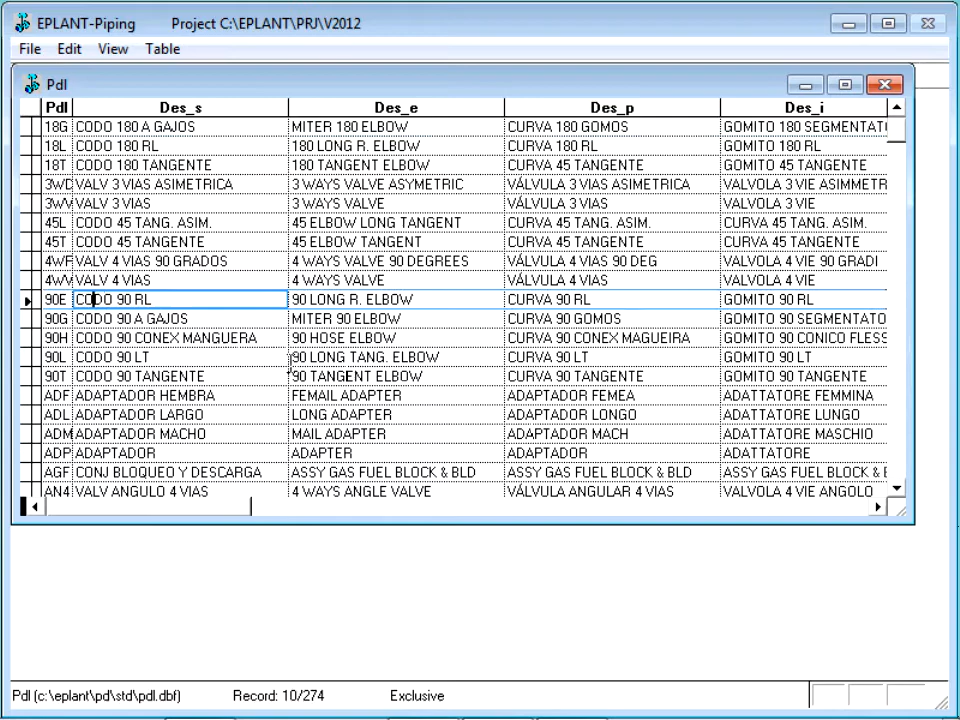 EPLANT-Piping Project C:\EPLANT\PRJ\V2012
File Edit View Table
Pdl
Pdl Des_s Des_e Des_p Des_i
18G CODO 180 A GAJOS MITER 180 ELBOW CURVA 180 GOMOS GOMITO 180 SEGMENTAT
18L CODO 180 RL 180 LONG R. ELBOW CURVA 180 RL GOMITO 180 RL
18T CODO 180 TANGENTE 180 TANGENT ELBOW CURVA 45 TANGENTE GOMITO 45 TANGENTE
3WD VALV 3 VIAS ASIMETRICA 3 WAYS VALVE ASYMETRIC VÁLVULA 3 VIAS ASIMETRICA VALVOLA 3 VIE ASIMMETR
3WV VALV 3 VIAS 3 WAYS VALVE VÁLVULA 3 VIAS VALVOLA 3 VIE
45L CODO 45 TANG. ASIM. 45 ELBOW LONG TANGENT CURVA 45 TANG. ASIM. CURVA 45 TANG. ASIM.
45T CODO 45 TANGENTE 45 ELBOW TANGENT CURVA 45 TANGENTE CURVA 45 TANGENTE
4WF VALV 4 VIAS 90 GRADOS 4 WAYS VALVE 90 DEGREES VÁLVULA 4 VIAS 90 DEG VALVOLA 4 VIE 90 GRADI
4WV VALV 4 VIAS 4 WAYS VALVE VÁLVULA 4 VIAS VALVOLA 4 VIE
90E CODO 90 RL 90 LONG R. ELBOW CURVA 90 RL GOMITO 90 RL
90G CODO 90 A GAJOS MITER 90 ELBOW CURVA 90 GOMOS GOMITO 90 SEGMENTATO
90H CODO 90 CONEX MANGUERA 90 HOSE ELBOW CURVA 90 CONEX MAGUEIRA GOMITO 90 CONICO FLESS
90L CODO 90 LT 90 LONG TANG. ELBOW CURVA 90 LT GOMITO 90 LT
90T CODO 90 TANGENTE 90 TANGENT ELBOW CURVA 90 TANGENTE GOMITO 90 TANGENTE
ADF ADAPTADOR HEMBRA FEMAIL ADAPTER ADAPTADOR FEMEA ADATTATORE FEMMINA
ADL ADAPTADOR LARGO LONG ADAPTER ADAPTADOR LONGO ADATTATORE LUNGO
ADM ADAPTADOR MACHO MAIL ADAPTER ADAPTADOR MACH ADATTATORE MASCHIO
ADP ADAPTADOR ADAPTER ADAPTADOR ADATTATORE
AGF CONJ BLOQUEO Y DESCARGA ASSY GAS FUEL BLOCK & BLD ASSY GAS FUEL BLOCK & BLD ASSY GAS FUEL BLOCK &
AN4 VALV ANGULO 4 VIAS 4 WAYS ANGLE VALVE VÁLVULA ANGULAR 4 VIAS VALVOLA 4 VIE ANGOLO
Pdl (c:\eplant\pd\std\pdl.dbf) Record: 10/274 Exclusive